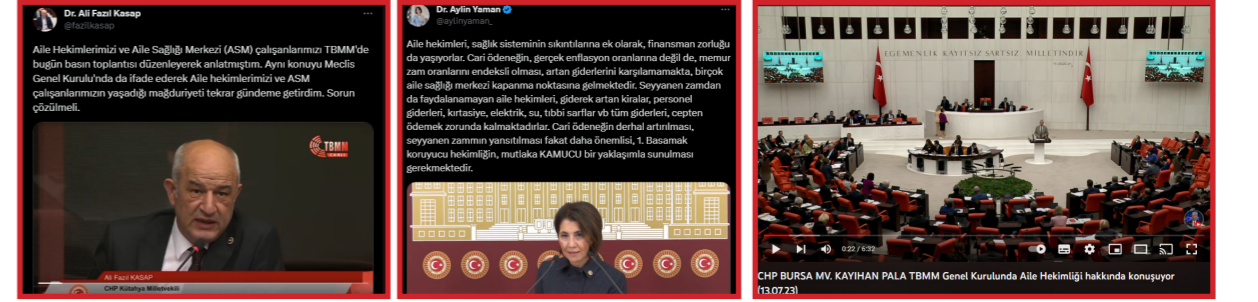 Dr. Ali Fazıl Kasap
@fazilkasap
Aile Hekimlerimizi ve Aile Sağlığı Merkezi (ASM) çalışanlarımızı TBMM'de
bugün basın toplantısı düzenleyerek anlatmıştım. Aynı konuyu Meclis
Genel Kurulu'nda da ifade ederek Aile hekimlerimizi ve ASM
çalışanlarımızın yaşadığı mağduriyeti tekrar gündeme getirdim. Sorun
çözülmeli.
TBMM
Ali Fazıl KASAP
CHP Kütahya Milletvekili
Dr. Aylin Yaman
@aylinyaman_
Aile hekimleri, sağlık sisteminin sıkıntılarına ek olarak, finansman zorluğu
da yaşıyorlar. Cari ödeneğin, gerçek enflasyon oranlarına değil de, memur
zam oranlarını endeksli olması, artan giderlerini karşılamamakta, birçok
aile sağlığı merkezi kapanma noktasına gelmektedir. Seyyanen zamdan
da faydalanamayan aile hekimleri, giderek artan kiralar, personel
giderleri, kırtasiye, elektrik, su, tıbbi sarflar vb tüm giderleri, cepten
ödemek zorunda kalmaktadırlar. Cari ödeneğin derhal artırılması,
seyyanen zammın yansıtılması fakat daha önemlisi, 1. Basamak
koruyucu hekimliğin, mutlaka KAMUCU bir yaklaşımla sunulması
gerekmektedir.
EGEMENLİK KAYITSIZ ŞARTSIZ MİLLETİNDİR
0:22 / 6:32
CHP BURSA MV. KAYIHAN PALA TBMM Genel Kurulunda Aile Hekimliği hakkında konuşuyor
(13.07.23)